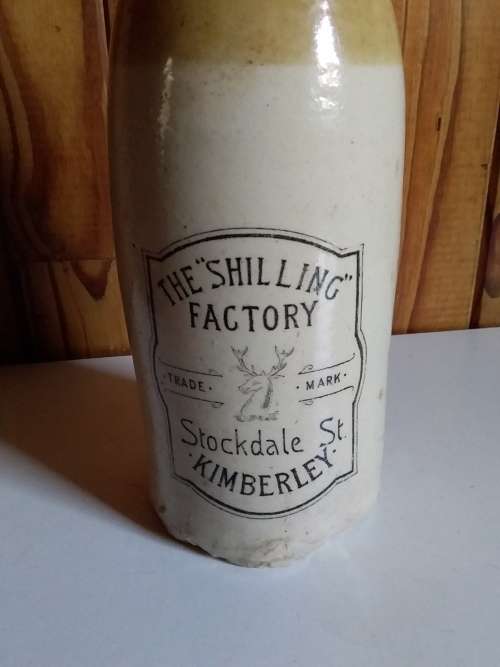 THE "SHILLING"
FACTORY
TRADE · · MARK ·
Stockdale St.
· KIMBERLEY ·